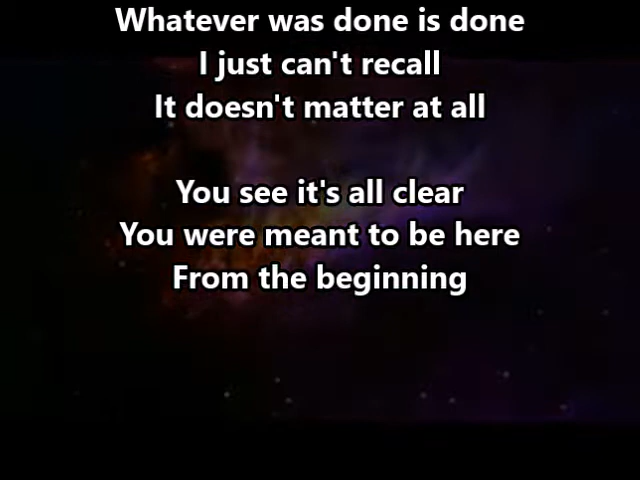 Whatever was done is done
I just can't recall
It doesn't matter at all
You see it's all clear
You were meant to be here
From the beginning